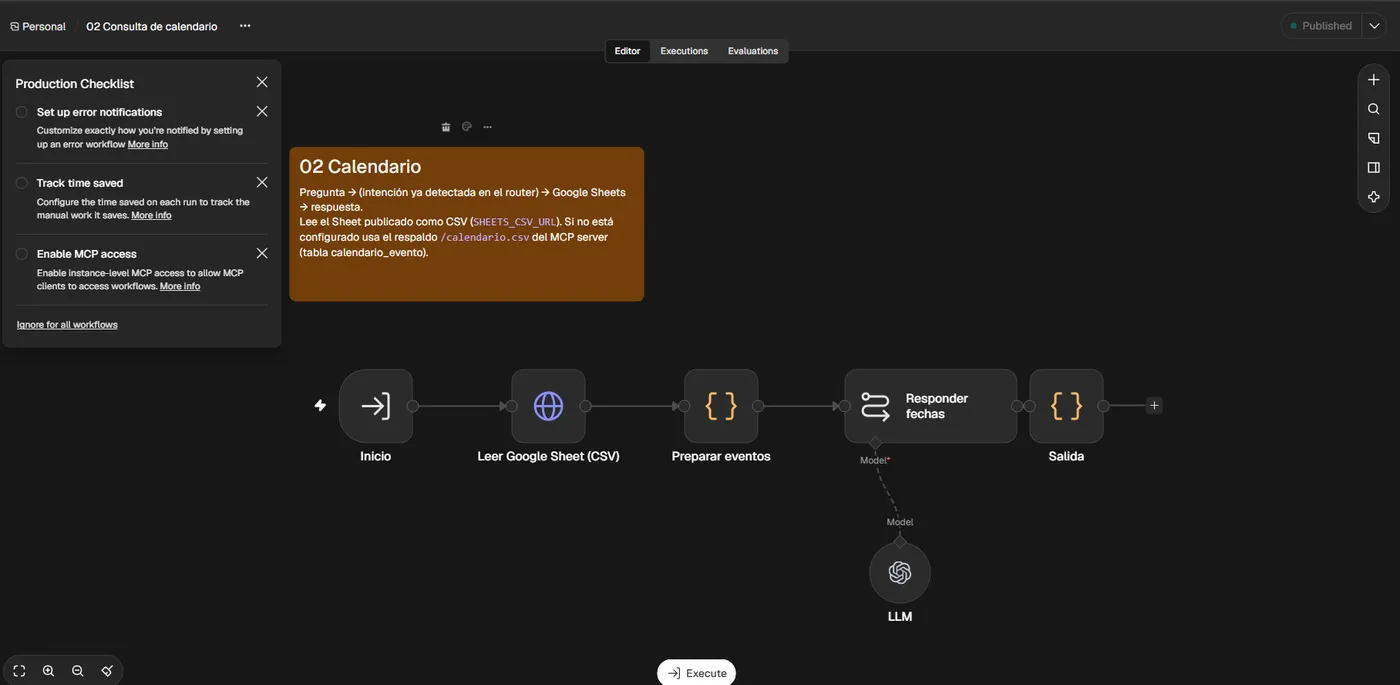 Personal / 02 Consulta de calendario ...
Published
Editor Executions Evaluations
Production Checklist
Set up error notifications
Customize exactly how you're notified by setting
up an error workflow More info
Track time saved
Configure the time saved on each run to track the
manual work it saves. More info
Enable MCP access
Enable instance-level MCP access to allow MCP
clients to access workflows. More info
Ignore for all workflows
02 Calendario
Pregunta → (intención ya detectada en el router) → Google Sheets
→ respuesta.
Lee el Sheet publicado como CSV (SHEETS_CSV_URL). Si no está
configurado usa el respaldo /calendario.csv del MCP server
(tabla calendario_evento).
Inicio
Leer Google Sheet (CSV)
Preparar eventos
Responder
fechas
Salida
Model*
Model
LLM
Execute